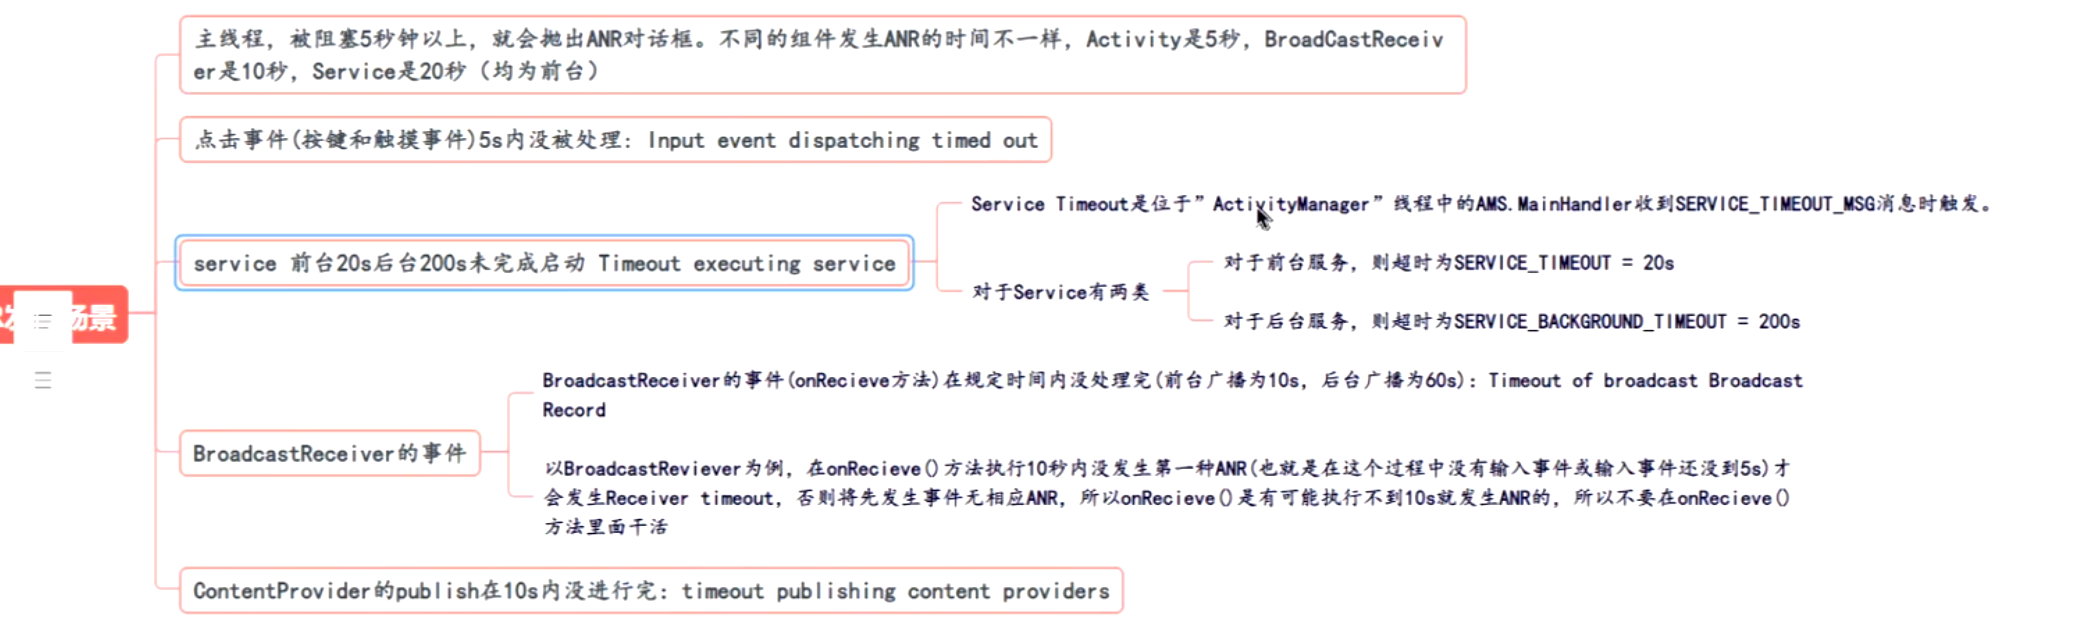 主线程，被阻塞5秒钟以上，就会抛出ANR对话框。不同的组件发生ANR的时间不一样，Activity是5秒，BroadCastReceiv
er是10秒，Service是20秒（均为前台）
点击事件(按键和触摸事件)5s内没被处理: Input event dispatching timed out
Service Timeout是位于”ActivityManager”线程中的AMS.MainHandler收到SERVICE_TIMEOUT_MSG消息时触发。
service 前台20s后台200s未完成启动 Timeout executing service
对于Service有两类
对于前台服务，则超时为SERVICE_TIMEOUT = 20s
对于后台服务，则超时为SERVICE_BACKGROUND_TIMEOUT = 200s
场景
BroadcastReceiver的事件
BroadcastReceiver的事件(onRecieve方法)在规定时间内没处理完(前台广播为10s，后台广播为60s): Timeout of broadcast Broadcast
Record
以BroadcastReviever为例，在onRecieve()方法执行10秒内没发生第一种ANR(也就是在这个过程中没有输入事件或输入事件还没到5s)才
会发生Receiver timeout，否则将先发生事件无相应ANR，所以onRecieve()是有可能执行不到10s就发生ANR的，所以不要在onRecieve()
方法里面干活
ContentProvider的publish在10s内没进行完: timeout publishing content providers